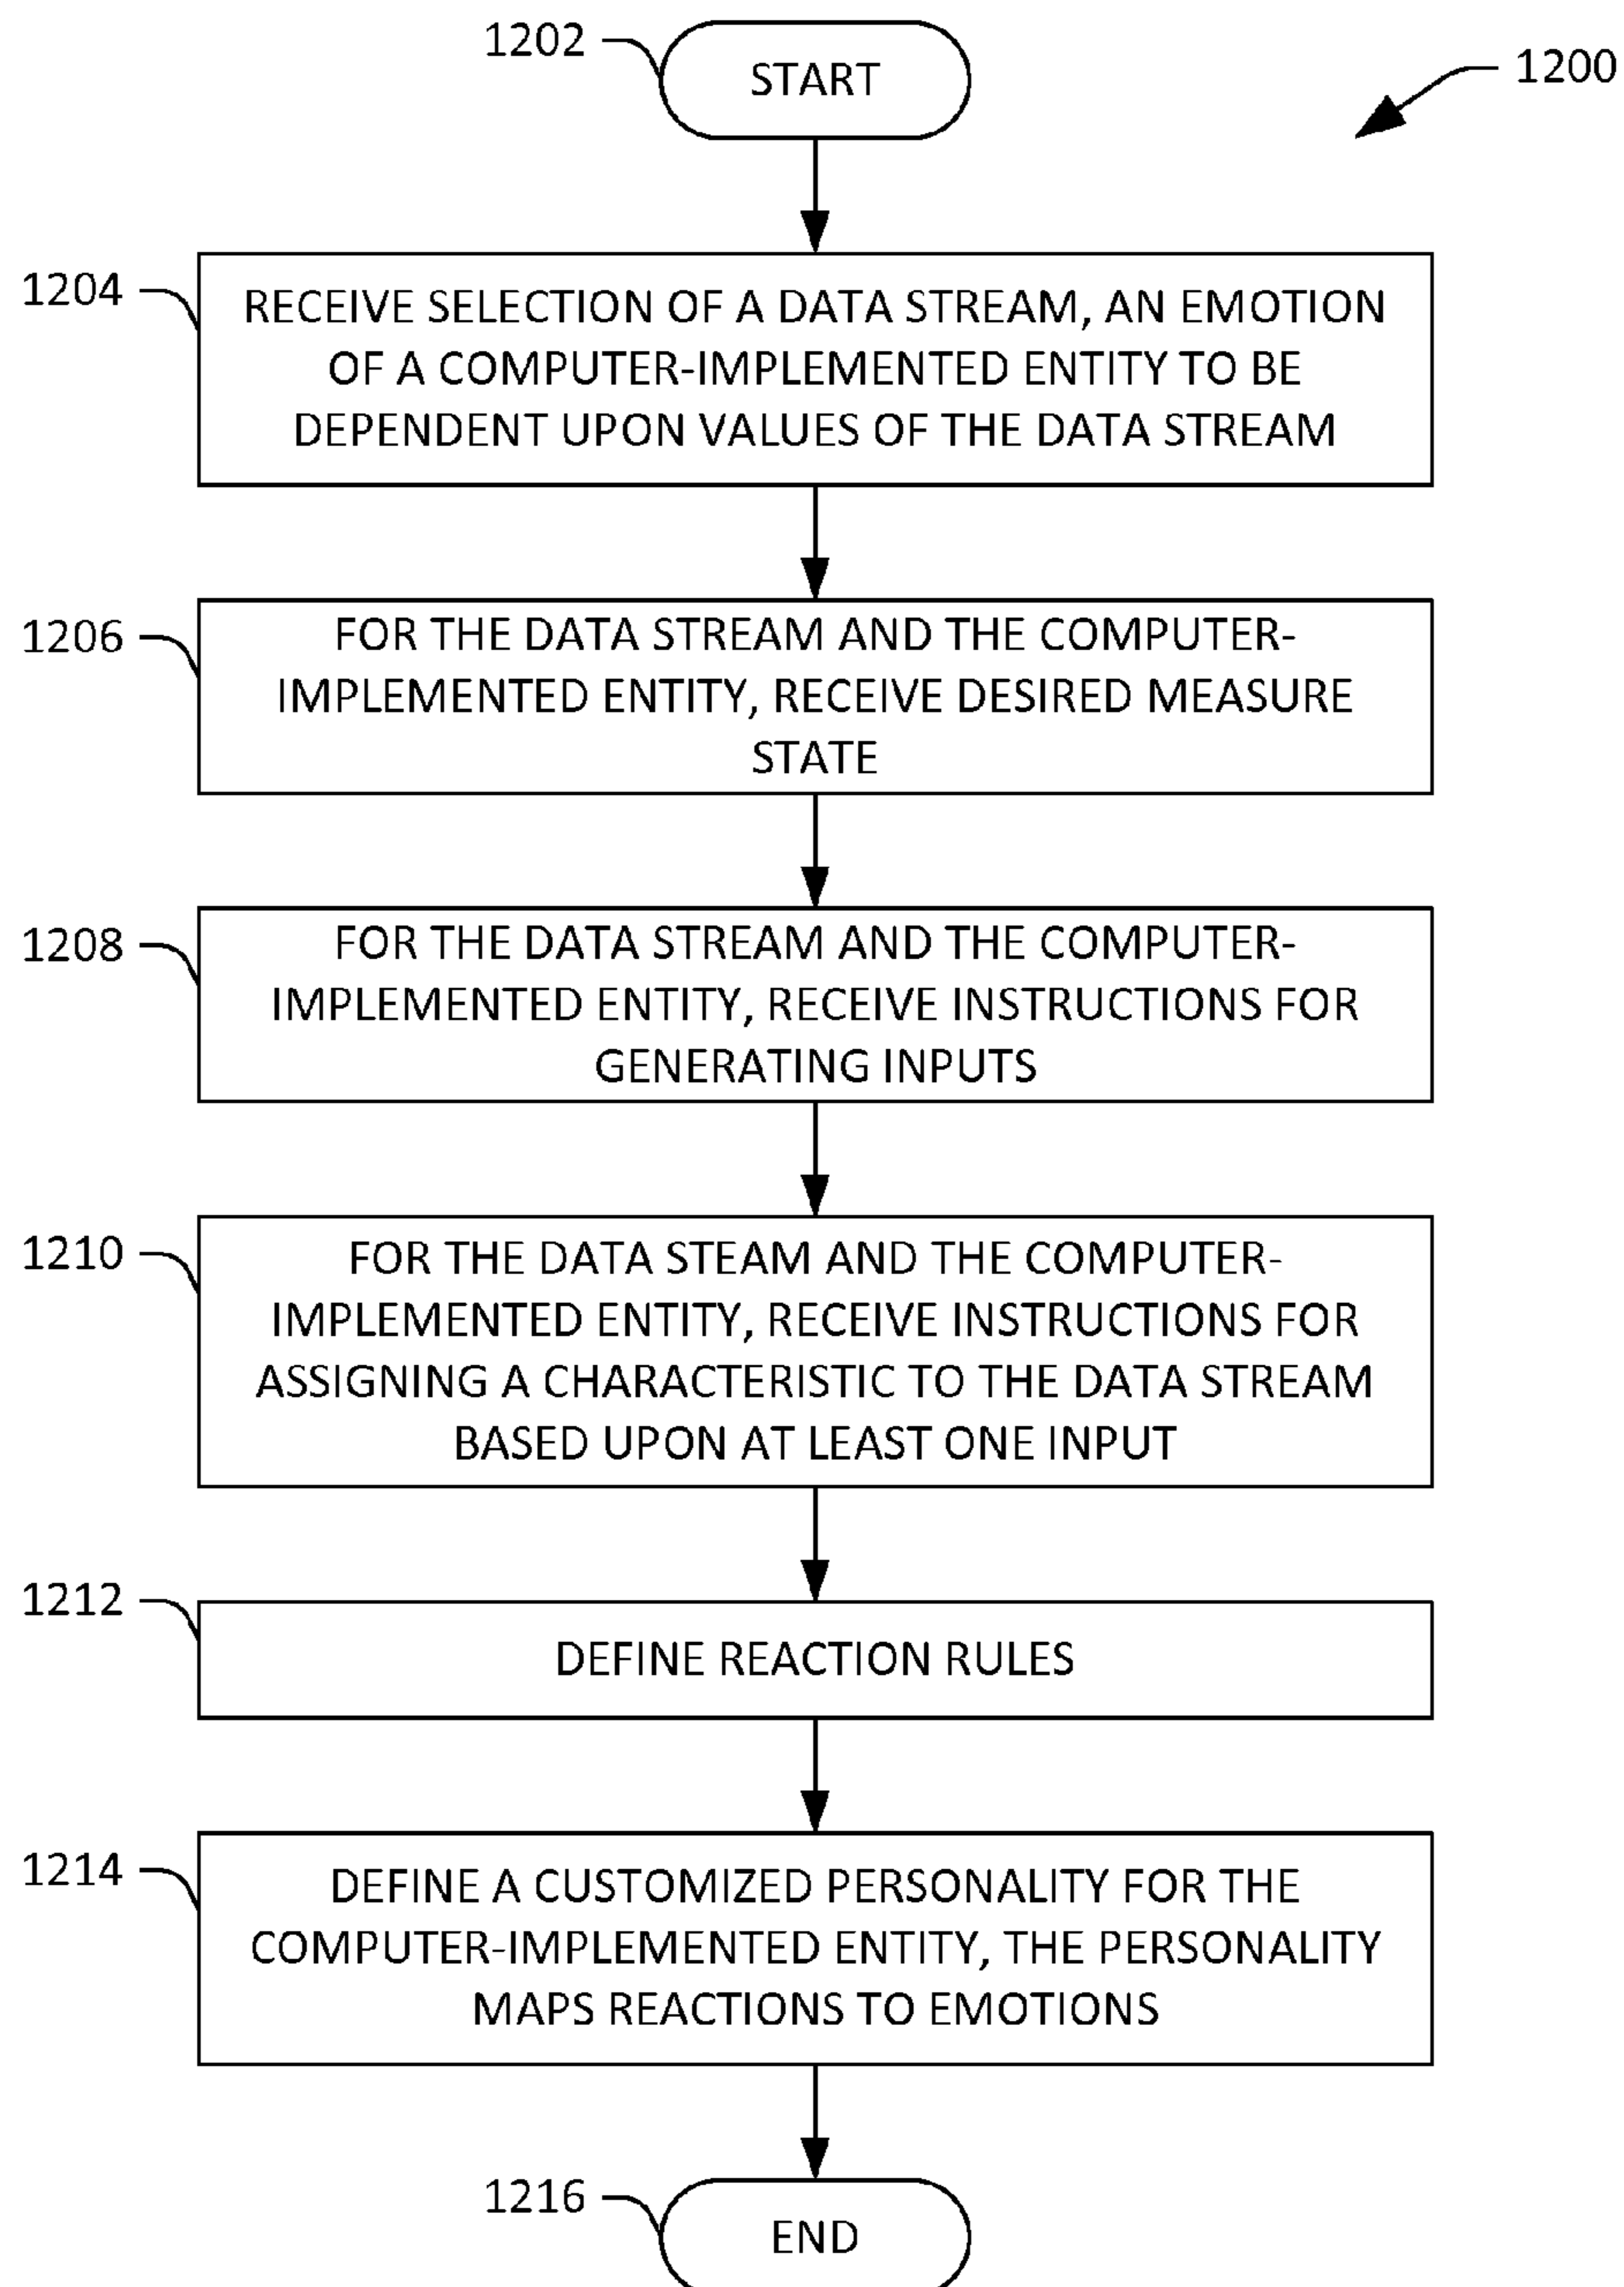 1202
START
1200
1204
RECEIVE SELECTION OF A DATA STREAM, AN EMOTION
OF A COMPUTER-IMPLEMENTED ENTITY TO BE
DEPENDENT UPON VALUES OF THE DATA STREAM
1206
FOR THE DATA STREAM AND THE COMPUTER-
IMPLEMENTED ENTITY, RECEIVE DESIRED MEASURE
STATE
1208
FOR THE DATA STREAM AND THE COMPUTER-
IMPLEMENTED ENTITY, RECEIVE INSTRUCTIONS FOR
GENERATING INPUTS
1210
FOR THE DATA STEAM AND THE COMPUTER-
IMPLEMENTED ENTITY, RECEIVE INSTRUCTIONS FOR
ASSIGNING A CHARACTERISTIC TO THE DATA STREAM
BASED UPON AT LEAST ONE INPUT
1212
DEFINE REACTION RULES
1214
DEFINE A CUSTOMIZED PERSONALITY FOR THE
COMPUTER-IMPLEMENTED ENTITY, THE PERSONALITY
MAPS REACTIONS TO EMOTIONS
1216
END